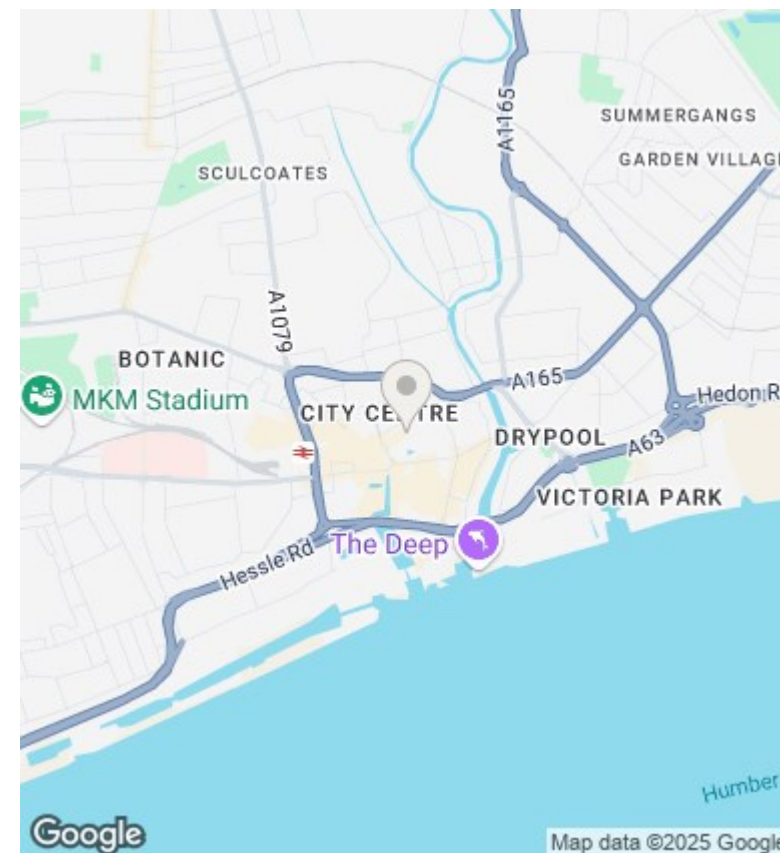 A1165
SUMMERGANGS
GARDEN VILLAGE
SCULCOATES
A1079
BOTANIC
MKM Stadium
A165
Hedon R
CITY CE TRE
DRYPOOL
A63
VICTORIA PARK
The Deep
Hessle Rd
Humber
Google
Map data ©2025 Google